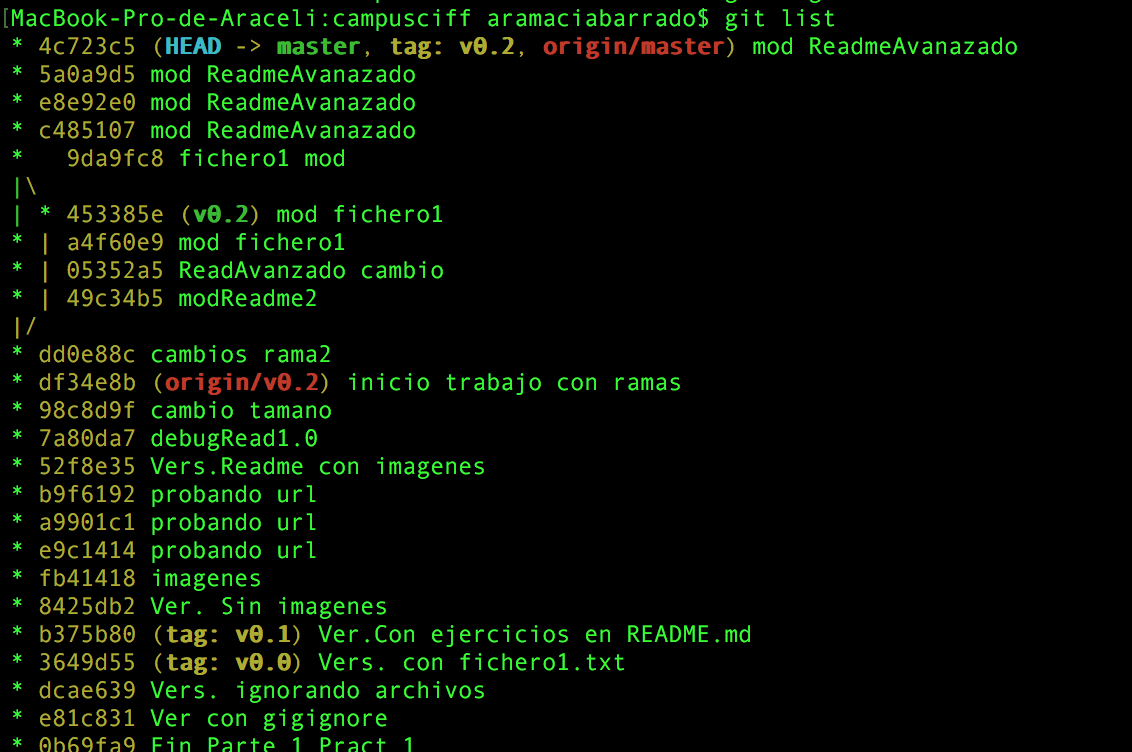 [MacBook-Pro-de-Araceli:campusciff aramaciabarrado$ git list
* 4c723c5 (HEAD -> master, tag: v0.2, origin/master) mod ReadmeAvanazado
* 5a0a9d5 mod ReadmeAvanazado
* e8e92e0 mod ReadmeAvanazado
* c485107 mod ReadmeAvanazado
*   9da9fc8 fichero1 mod
|\
| * 453385e (v0.2) mod fichero1
* | a4f60e9 mod fichero1
* | 05352a5 ReadAvanzado cambio
* | 49c34b5 modReadme2
|/
* dd0e88c cambios rama2
* df34e8b (origin/v0.2) inicio trabajo con ramas
* 98c8d9f cambio tamano
* 7a80da7 debugRead1.0
* 52f8e35 Vers.Readme con imagenes
* b9f6192 probando url
* a9901c1 probando url
* e9c1414 probando url
* fb41418 imagenes
* 8425db2 Ver. Sin imagenes
* b375b80 (tag: v0.1) Ver.Con ejercicios en README.md
* 3649d55 (tag: v0.0) Vers. con fichero1.txt
* dcae639 Vers. ignorando archivos
* e81c831 Ver con gigignore
* 0b69fa9 Fin Parte 1 Pract 1